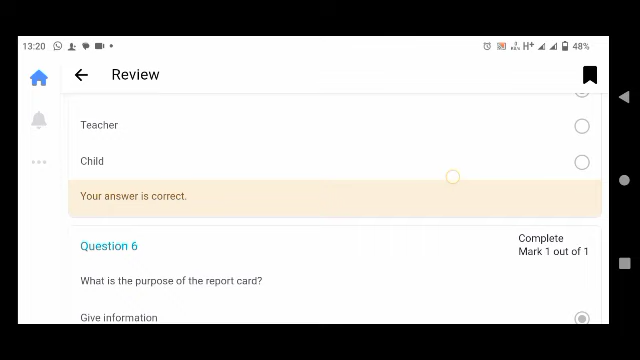 13:20
48%
Review
Teacher
Child
Your answer is correct.
Question 6
Complete
Mark 1 out of 1
What is the purpose of the report card?
Give information